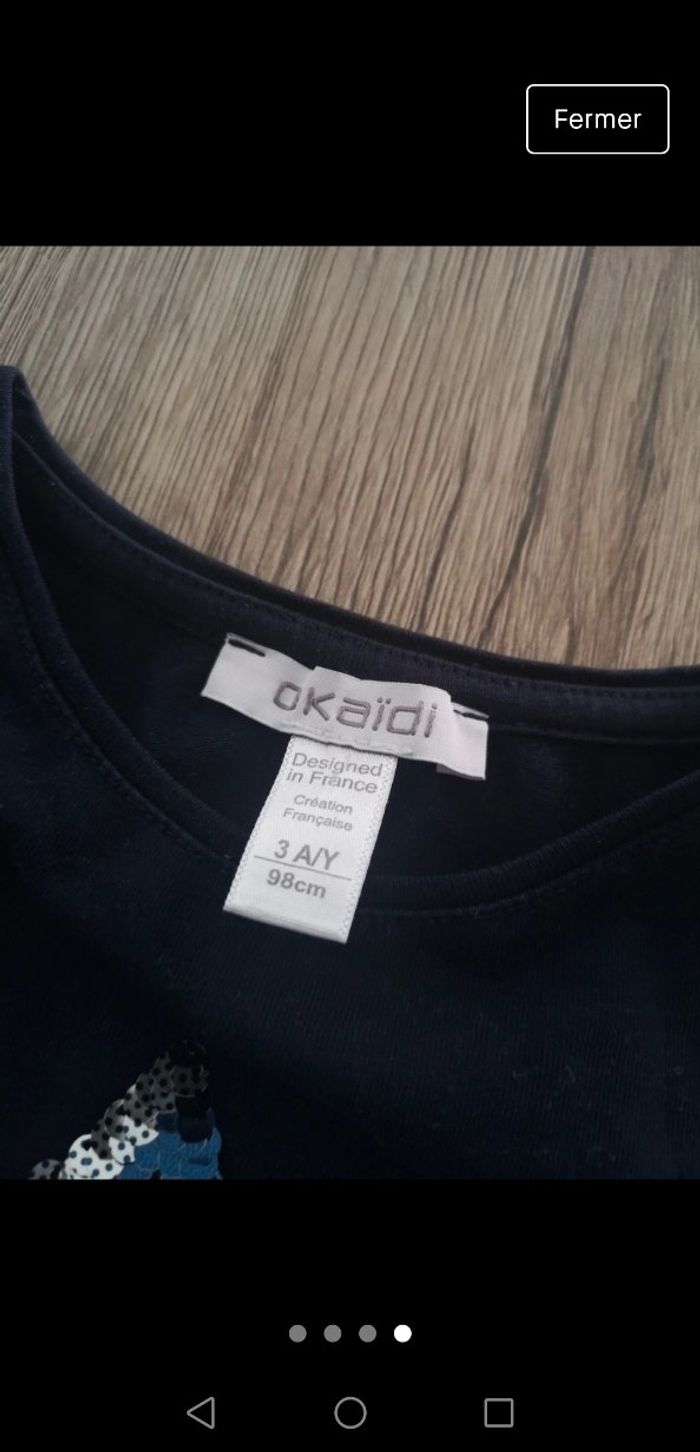 Fermer
OKaïdi
Designed
in France
Création
Française
3 A/Y
98cm